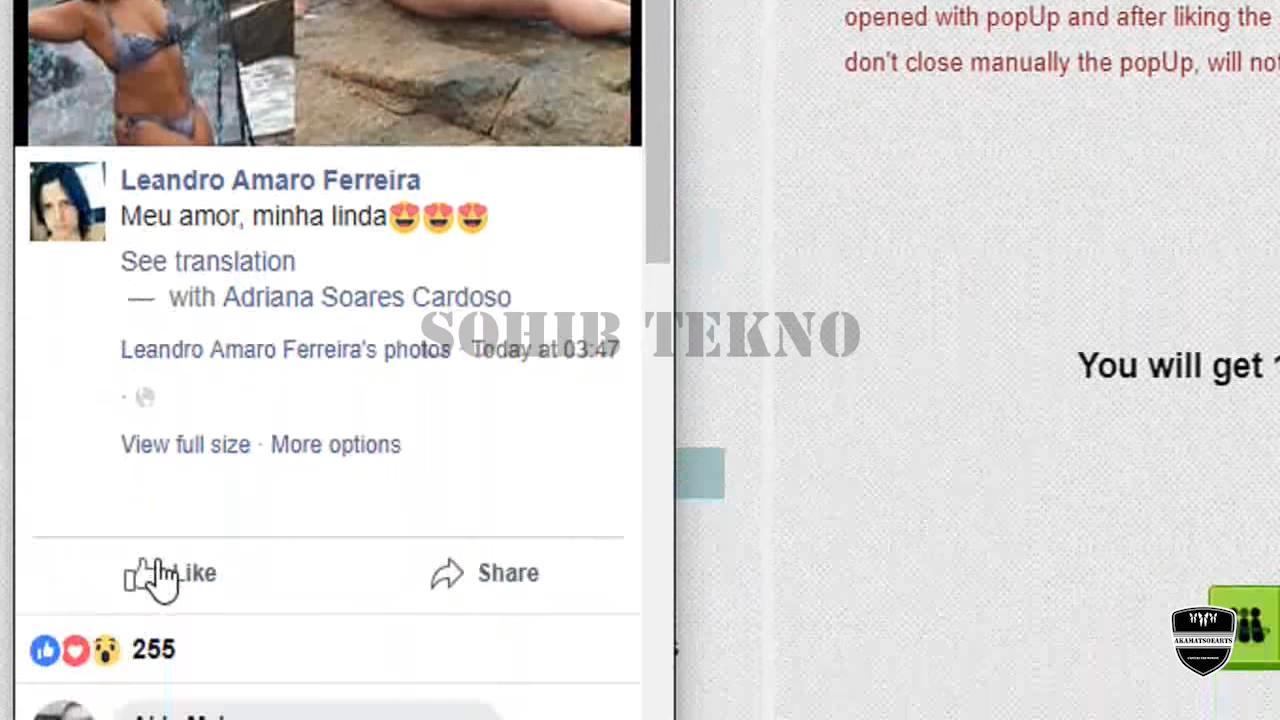 opened with popUp and after liking the
don't close manually the popUp, will not
Leandro Amaro Ferreira
Meu amor, minha linda😍😍😍
See translation
— with Adriana Soares Cardoso
SOHIB TEKNO
Leandro Amaro Ferreira's photos · Today at 03:47
You will get
View full size · More options
Like
Share
255
AKAMATSOEARTS